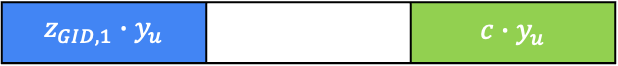 z_{GID,1} · y_u c · y_u